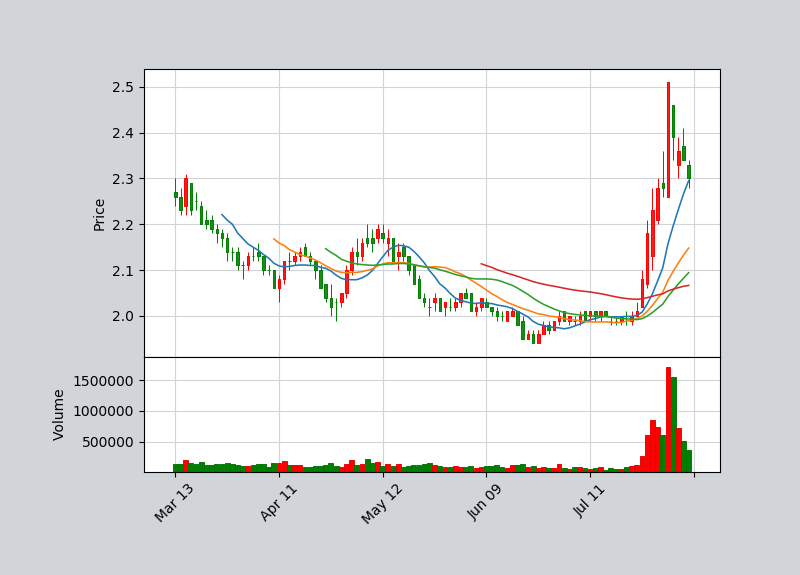 2.5
2.4
2.3
2.2
2.1
2.0
Price
1500000
1000000
500000
Volume
Mar 13
Apr 11
May 12
Jun 09
Jul 11